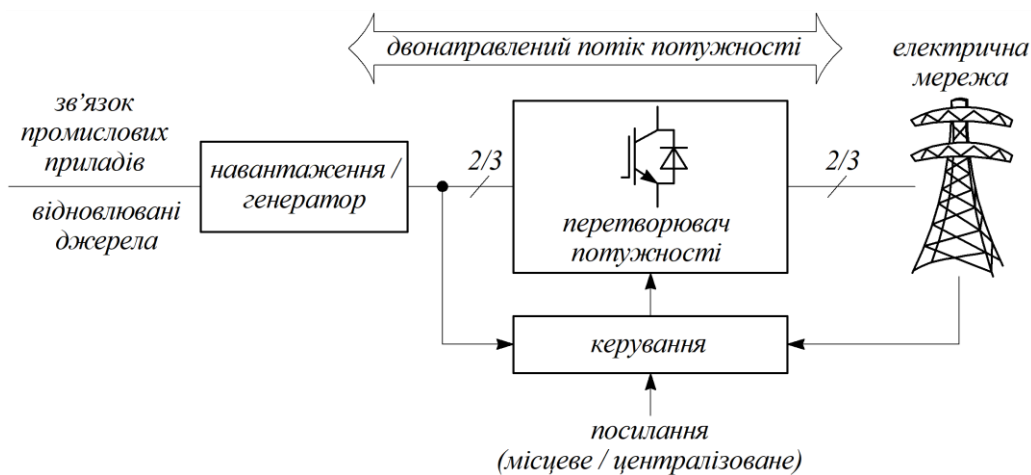 двонаправлений потік потужності
електрична
мережа
зв’язок
промислових
приладів
відновлювані
джерела
навантаження /
генератор
2/3
перетворювач
потужності
2/3
керування
посилання
(місцеве / централізоване)